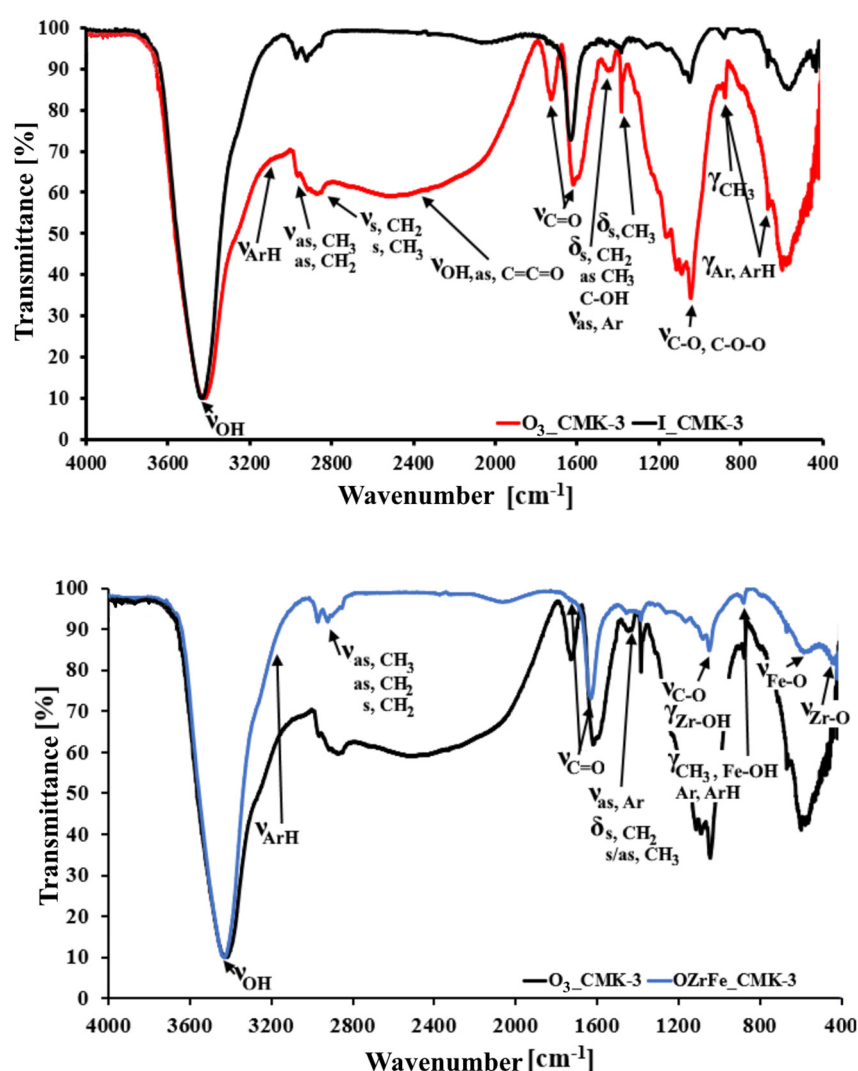 100
90
80
70
60
50
40
30
20
10
0
Transmittance [%]
νOH
νArH
νas, CH3
as, CH2
νs, CH2
s, CH3
νOH,as, C=C=O
νC=O
δs, CH2
as CH3
C-OH
νas, Ar
δs,CH3
νC-O, C-O-O
γCH3
γAr, ArH
O3_CMK-3
I_CMK-3
4000 3600 3200 2800 2400 2000 1600 1200 800 400
Wavenumber [cm-1]
100
90
80
70
60
50
40
30
20
10
0
Transmittance [%]
νOH
νArH
νas, CH3
as, CH2
s, CH2
νC=O
νas, Ar
δs, CH2
s/as, CH3
νC-O
γZr-OH
γCH3 , Fe-OH
Ar, ArH
νFe-O
νZr-O
O3_CMK-3
OZrFe_CMK-3
4000 3600 3200 2800 2400 2000 1600 1200 800 400
Wavenumber [cm-1]